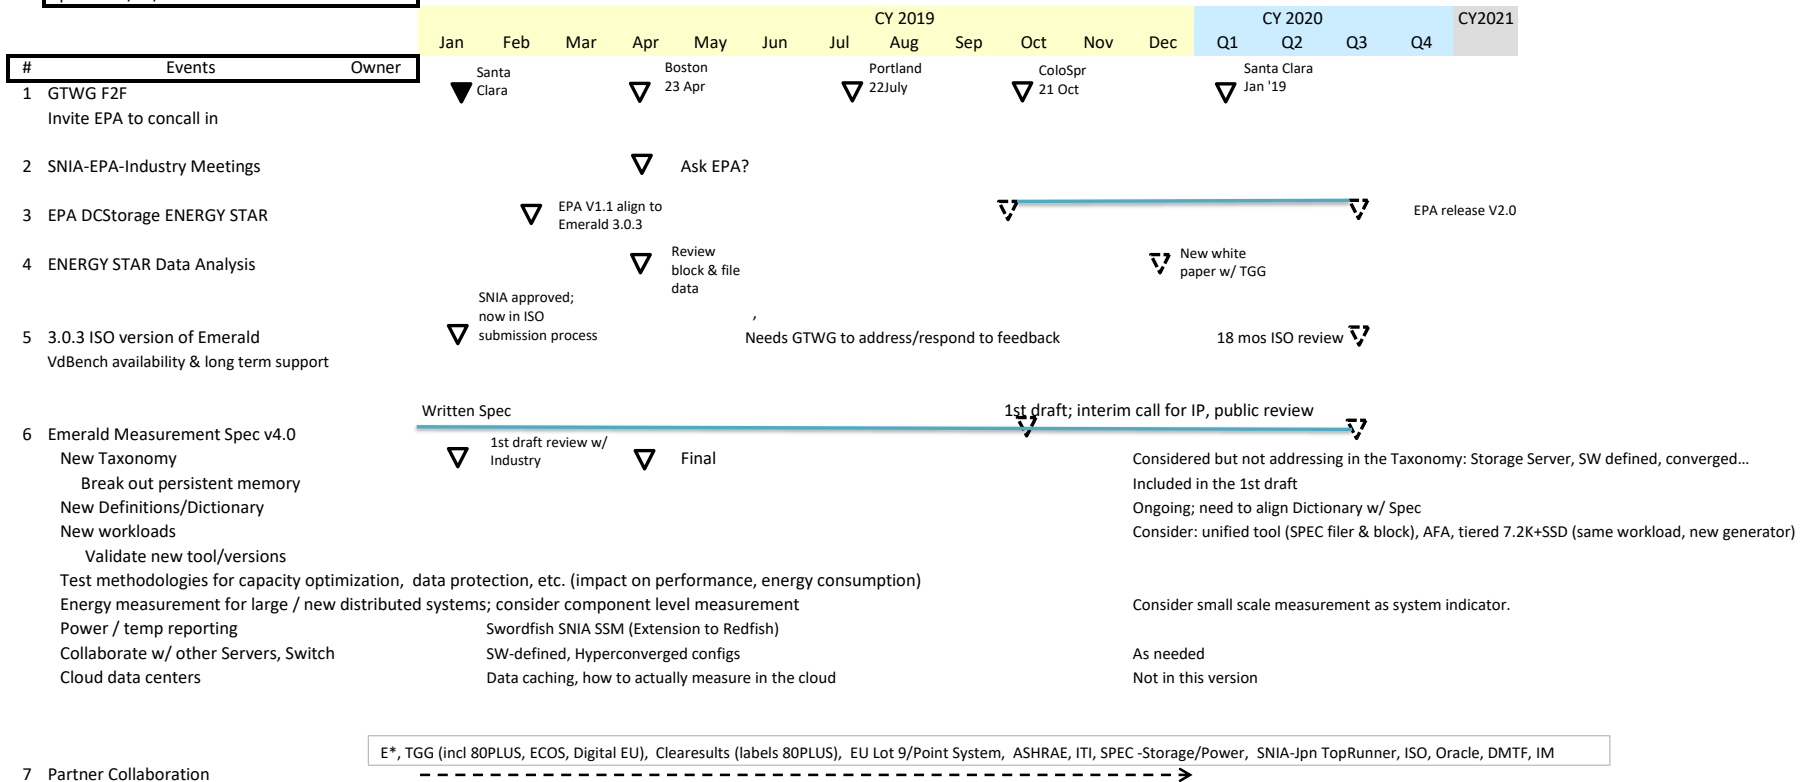 CY 2019 CY 2020 CY2021
Jan Feb Mar Apr May Jun Jul Aug Sep Oct Nov Dec Q1 Q2 Q3 Q4
# Events Owner
Santa
Clara
Boston
23 Apr
Portland
22July
ColoSpr
21 Oct
Santa Clara
Jan '19
1 GTWG F2F
Invite EPA to concall in
2 SNIA-EPA-Industry Meetings Ask EPA?
3 EPA DCStorage ENERGY STAR
EPA V1.1 align to
Emerald 3.0.3
EPA release V2.0
4 ENERGY STAR Data Analysis
Review
block & file
data
New white
paper w/ TGG
SNIA approved;
now in ISO
submission process
,
5 3.0.3 ISO version of Emerald Needs GTWG to address/respond to feedback 18 mos ISO review
VdBench availability & long term support
Written Spec 1st draft; interim call for IP, public review
6 Emerald Measurement Spec v4.0
1st draft review w/
Industry
New Taxonomy Final Considered but not addressing in the Taxonomy: Storage Server, SW defined, converged…
Break out persistent memory Included in the 1st draft
New Definitions/Dictionary Ongoing; need to align Dictionary w/ Spec
New workloads Consider: unified tool (SPEC filer & block), AFA, tiered 7.2K+SSD (same workload, new generator)
Validate new tool/versions
Test methodologies for capacity optimization, data protection, etc. (impact on performance, energy consumption)
Energy measurement for large / new distributed systems; consider component level measurement Consider small scale measurement as system indicator.
Power / temp reporting Swordfish SNIA SSM (Extension to Redfish)
Collaborate w/ other Servers, Switch SW-defined, Hyperconverged configs As needed
Cloud data centers Data caching, how to actually measure in the cloud Not in this version
E*, TGG (incl 80PLUS, ECOS, Digital EU), Clearesults (labels 80PLUS), EU Lot 9/Point System, ASHRAE, ITI, SPEC -Storage/Power, SNIA-Jpn TopRunner, ISO, Oracle, DMTF, IM
7 Partner Collaboration